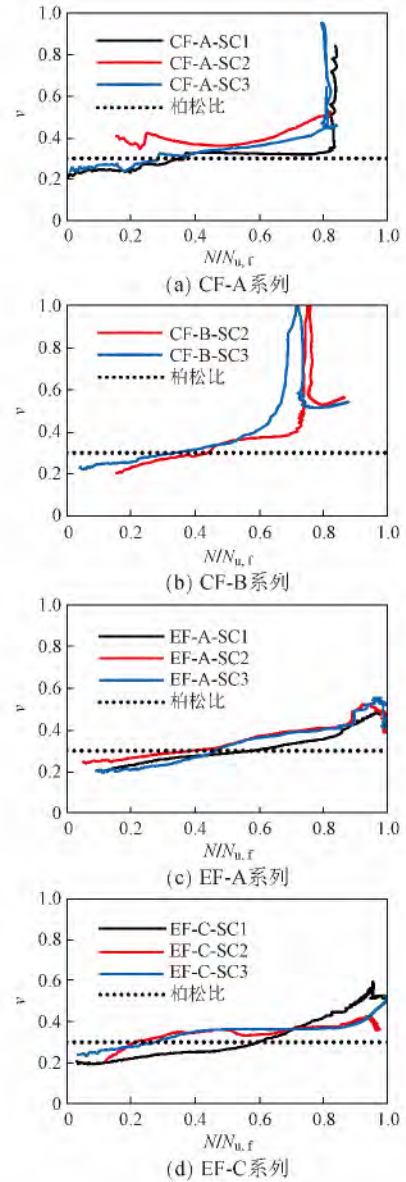 1.0
0.8
0.6
0.4
0.2
0
v
CF-A-SC1
CF-A-SC2
CF-A-SC3
柏松比
0 0.2 0.4 0.6 0.8 1.0
N/Nu, f
(a) CF-A系列
1.0
0.8
0.6
0.4
0.2
0
v
CF-B-SC2
CF-B-SC3
柏松比
0 0.2 0.4 0.6 0.8 1.0
N/Nu, f
(b) CF-B系列
1.0
0.8
0.6
0.4
0.2
0
v
EF-A-SC1
EF-A-SC2
EF-A-SC3
柏松比
0 0.2 0.4 0.6 0.8 1.0
N/Nu, f
(c) EF-A系列
1.0
0.8
0.6
0.4
0.2
0
v
EF-C-SC1
EF-C-SC2
EF-C-SC3
柏松比
0 0.2 0.4 0.6 0.8 1.0
N/Nu, f
(d) EF-C系列